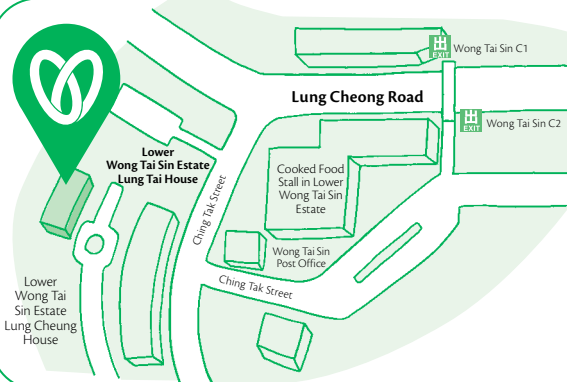 EXIT
Wong Tai Sin C1
Lung Cheong Road
EXIT
Wong Tai Sin C2
Lower
Wong Tai Sin Estate
Lung Tai House
Cooked Food
Stall in Lower
Wong Tai Sin
Estate
Ching Tak Street
Wong Tai Sin
Post Office
Ching Tak Street
Lower
Wong Tai
Sin Estate
Lung Cheung
House